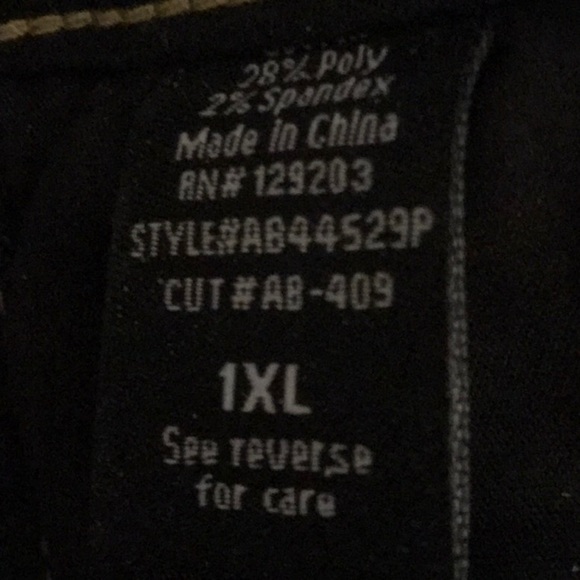 28% Poly
2% Spandex
Made in China
RN# 129203
STYLE#AB44529P
CUT #AB-409
1XL
See reverse
for care